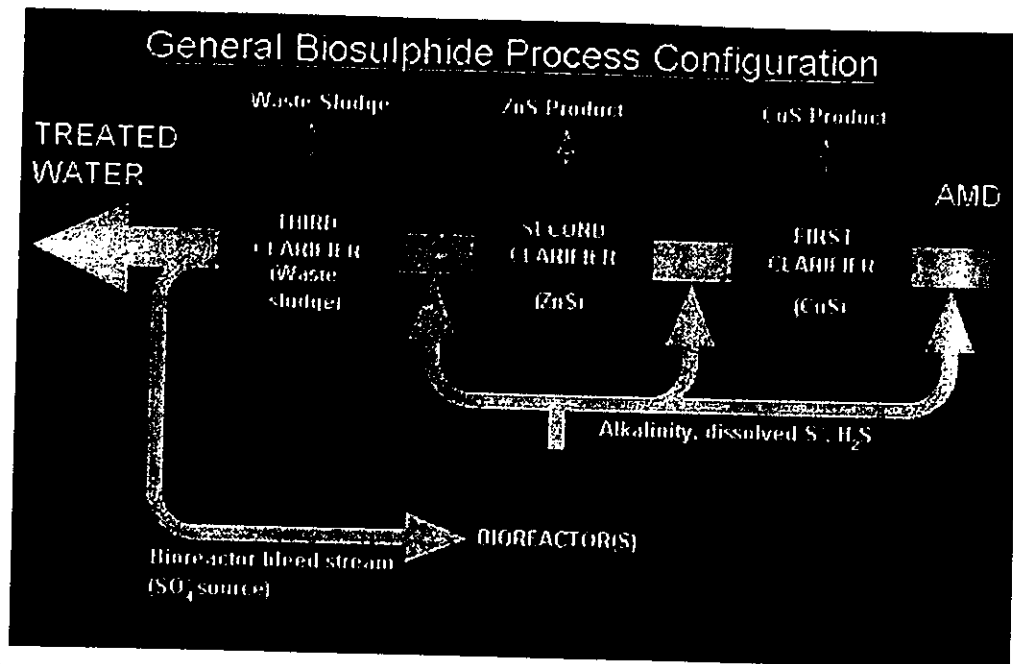 General Biosulphide Process Configuration
Waste Sludge
ZnS Product
CuS Product
TREATED
WATER
AMD
THIRD
CLARIFIER
(Waste
sludge)
SECOND
CLARIFIER
(ZnS)
FIRST
CLARIFIER
(CuS)
Alkalinity, dissolved S⁻, H₂S
BIOREACTOR(S)
Bioreactor bleed stream
(SO₄⁻ source)